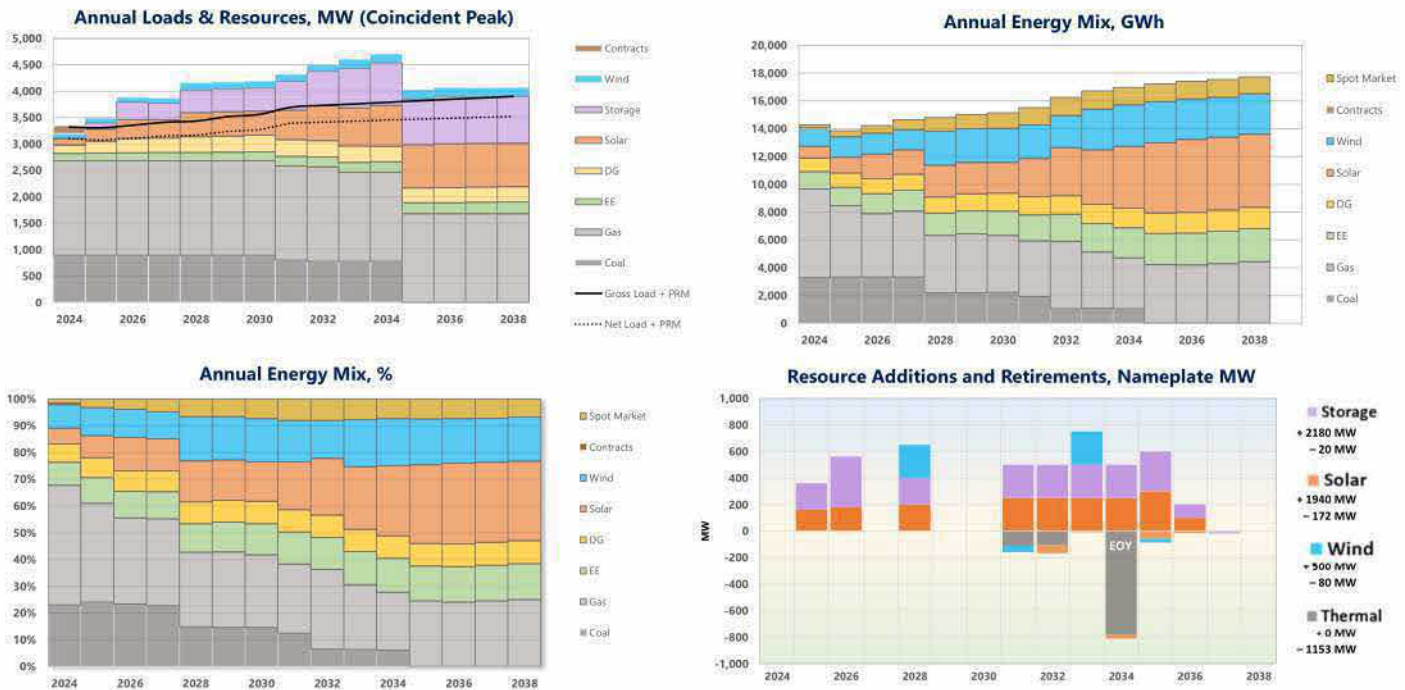 Annual Loads & Resources, MW (Coincident Peak)
5,000
4,500
4,000
3,500
3,000
2,500
2,000
1,500
1,000
500
0
2024 2026 2028 2030 2032 2034 2036 2038
Contracts
Wind
Storage
Solar
DG
EE
Gas
Coal
Gross Load + PRM
Net Load + PRM
Annual Energy Mix, GWh
20,000
18,000
16,000
14,000
12,000
10,000
8,000
6,000
4,000
2,000
0
2024 2026 2028 2030 2032 2034 2036 2038
Spot Market
Contracts
Wind
Solar
DG
EE
Gas
Coal
Annual Energy Mix, %
100%
90%
80%
70%
60%
50%
40%
30%
20%
10%
0%
2024 2026 2028 2030 2032 2034 2036 2038
Spot Market
Contracts
Wind
Solar
DG
EE
Gas
Coal
Resource Additions and Retirements, Nameplate MW
MW
1,000
800
600
400
200
0
-200
-400
-600
-800
-1,000
EOY
2024 2026 2028 2030 2032 2034 2036 2038
Storage
+ 2180 MW
– 20 MW
Solar
+ 1940 MW
– 172 MW
Wind
+ 500 MW
– 80 MW
Thermal
+ 0 MW
– 1153 MW